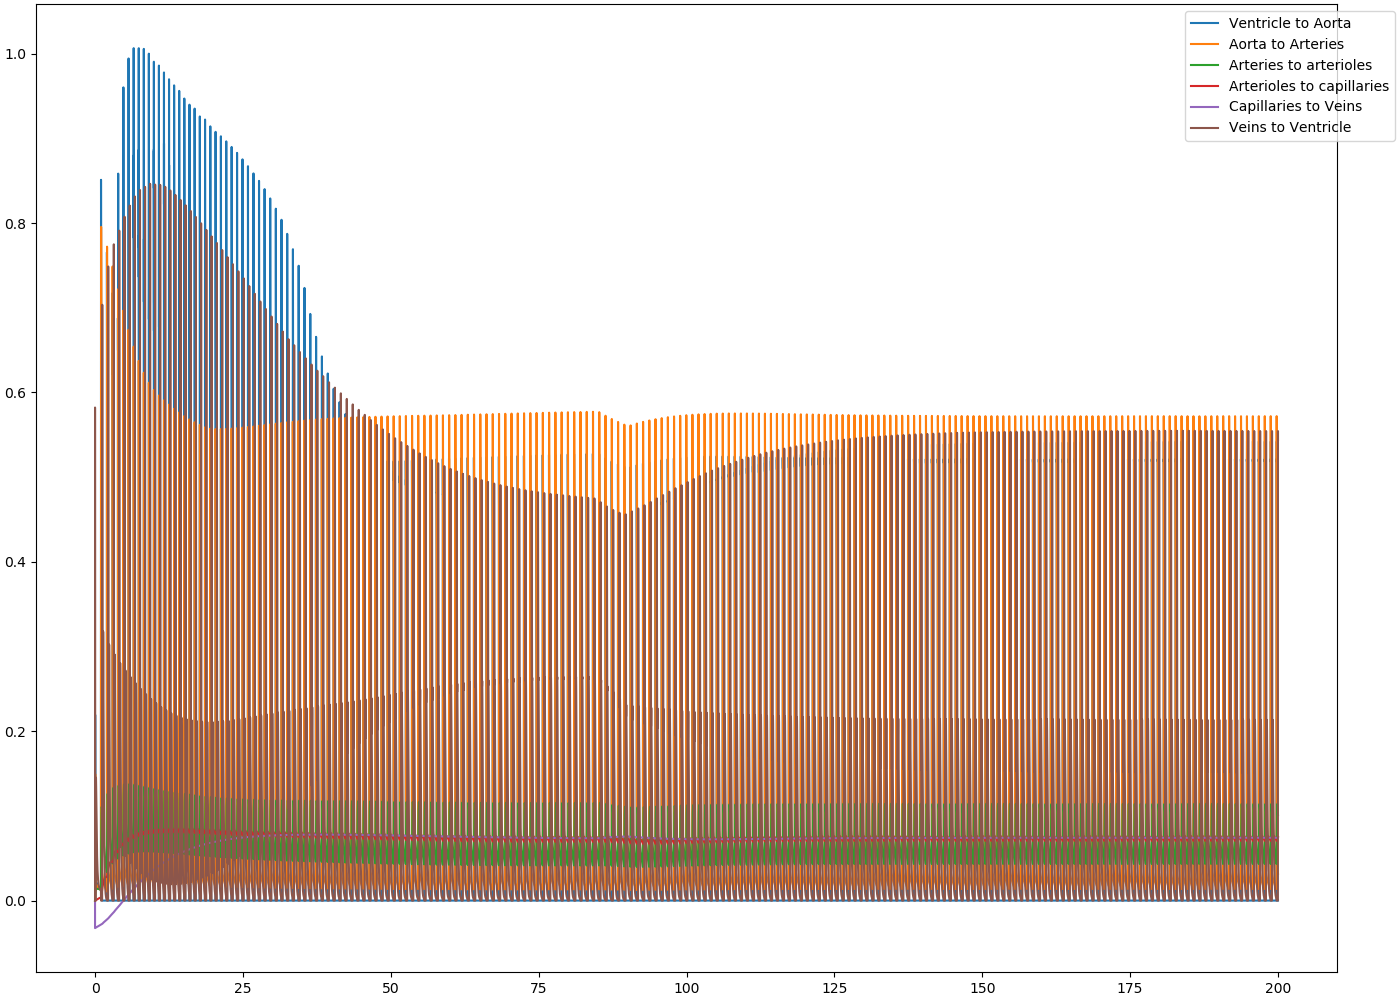 Ventricle to Aorta
Aorta to Arteries
Arteries to arterioles
Arterioles to capillaries
Capillaries to Veins
Veins to Ventricle
1.0
0.8
0.6
0.4
0.2
0.0
0 25 50 75 100 125 150 175 200